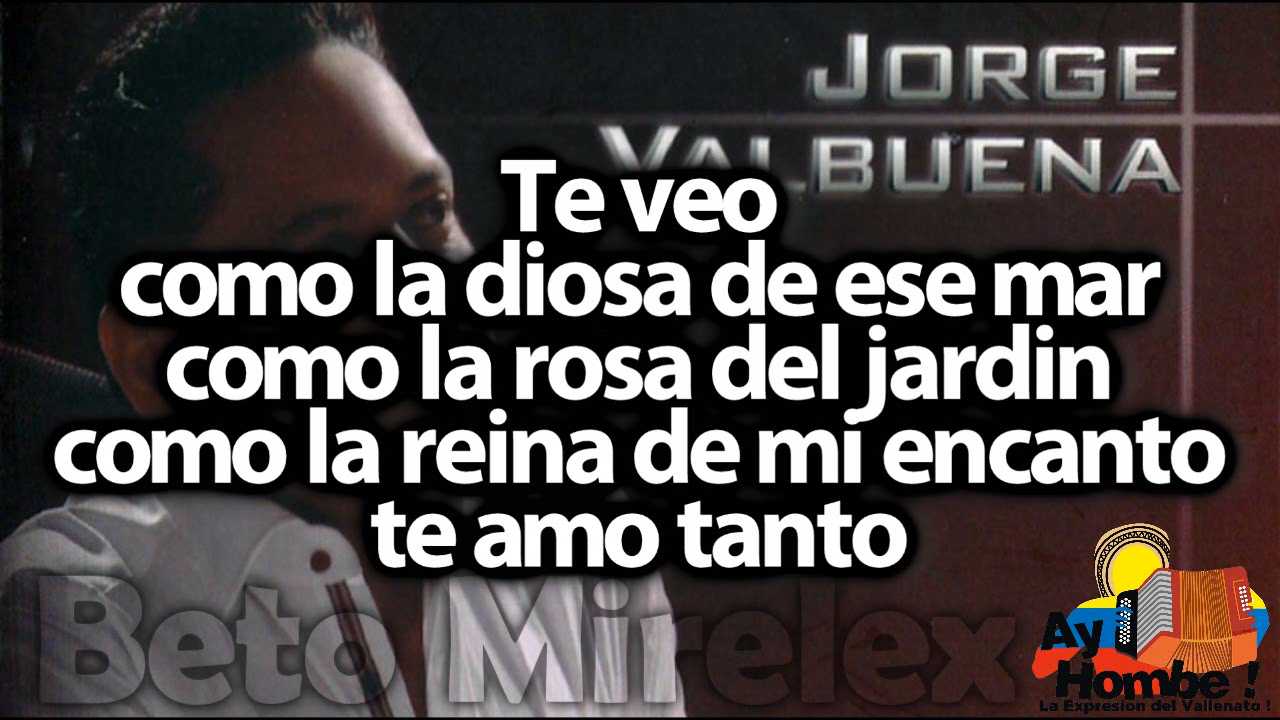 JORGE
VALBUENA
Te veo
como la diosa de ese mar
como la rosa del jardin
como la reina de mi encanto
te amo tanto
Beto Mirelex
Ay
Hombe !
La Expresion del Vallenato !